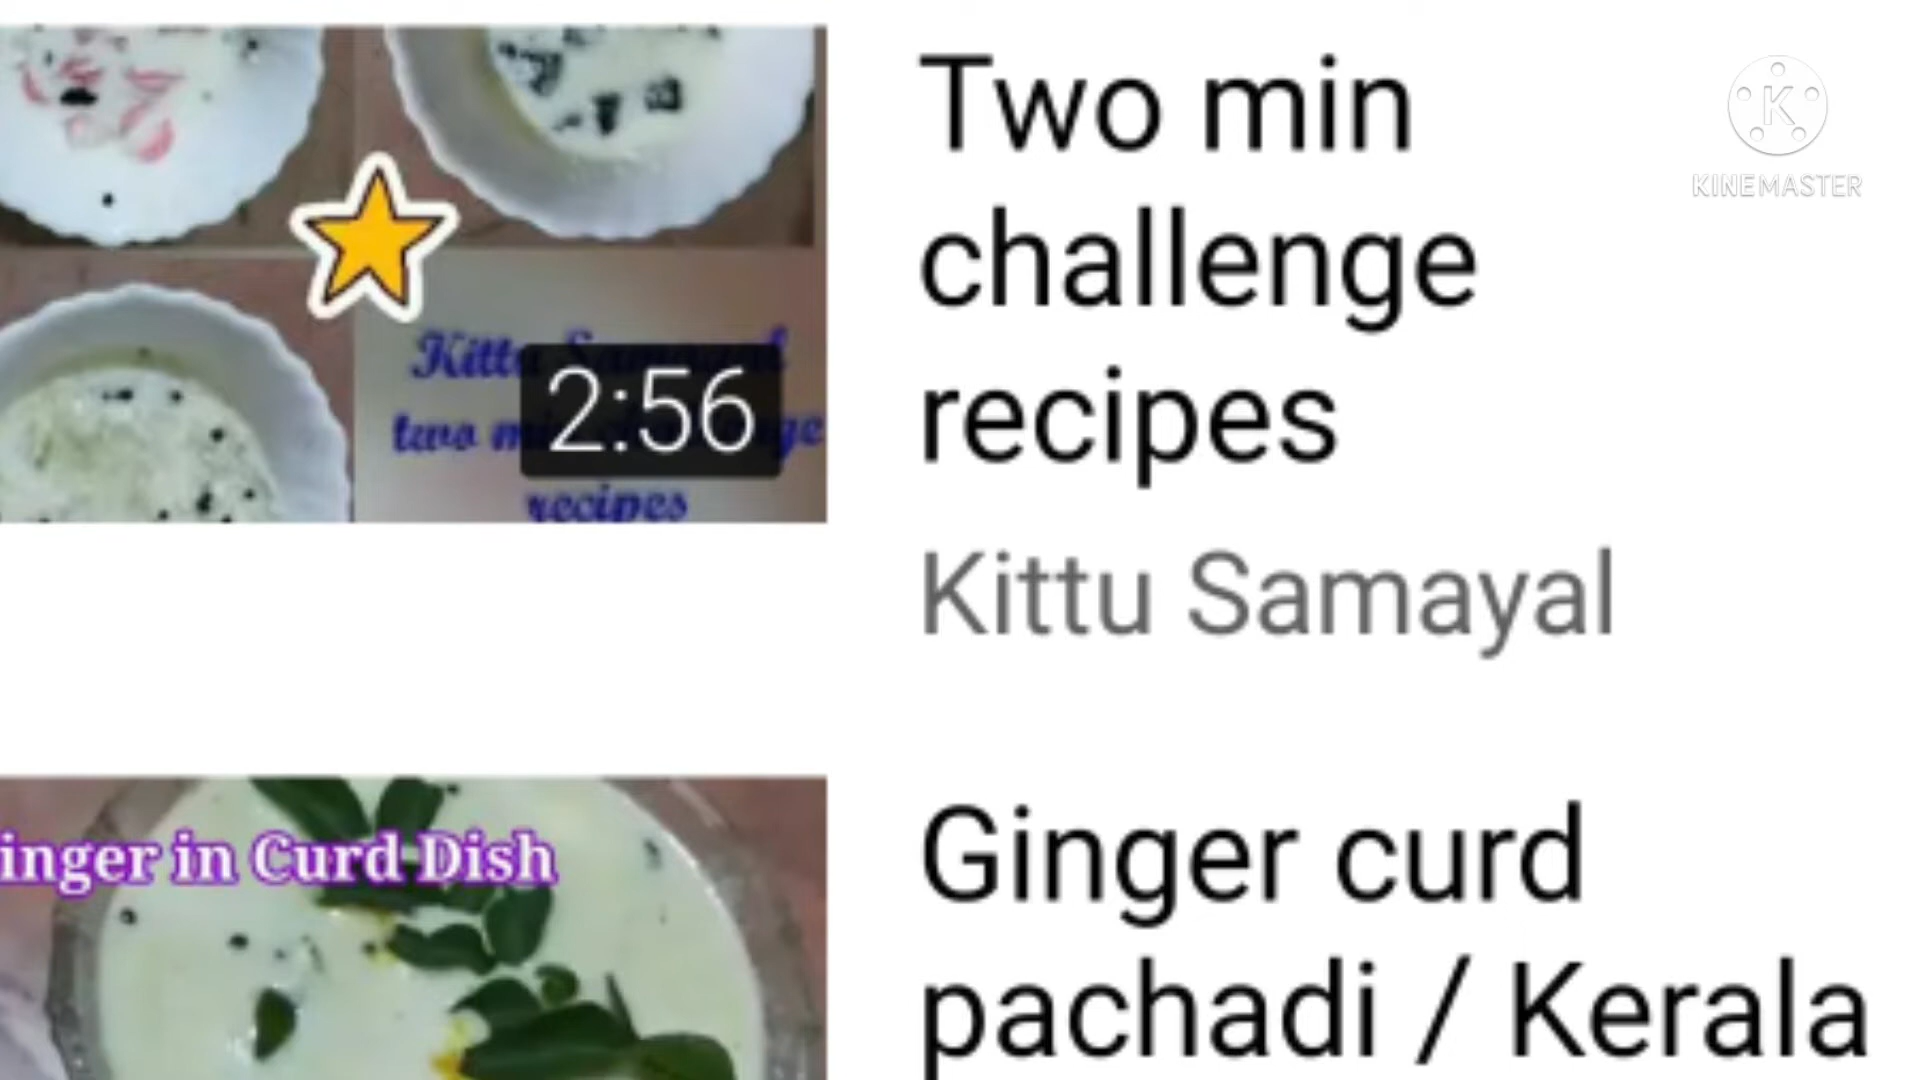 Two min
challenge
recipes
Kittu Samayal
K
KINEMASTER
2:56
recipes
inger in Curd Dish
Ginger curd
pachadi / Kerala